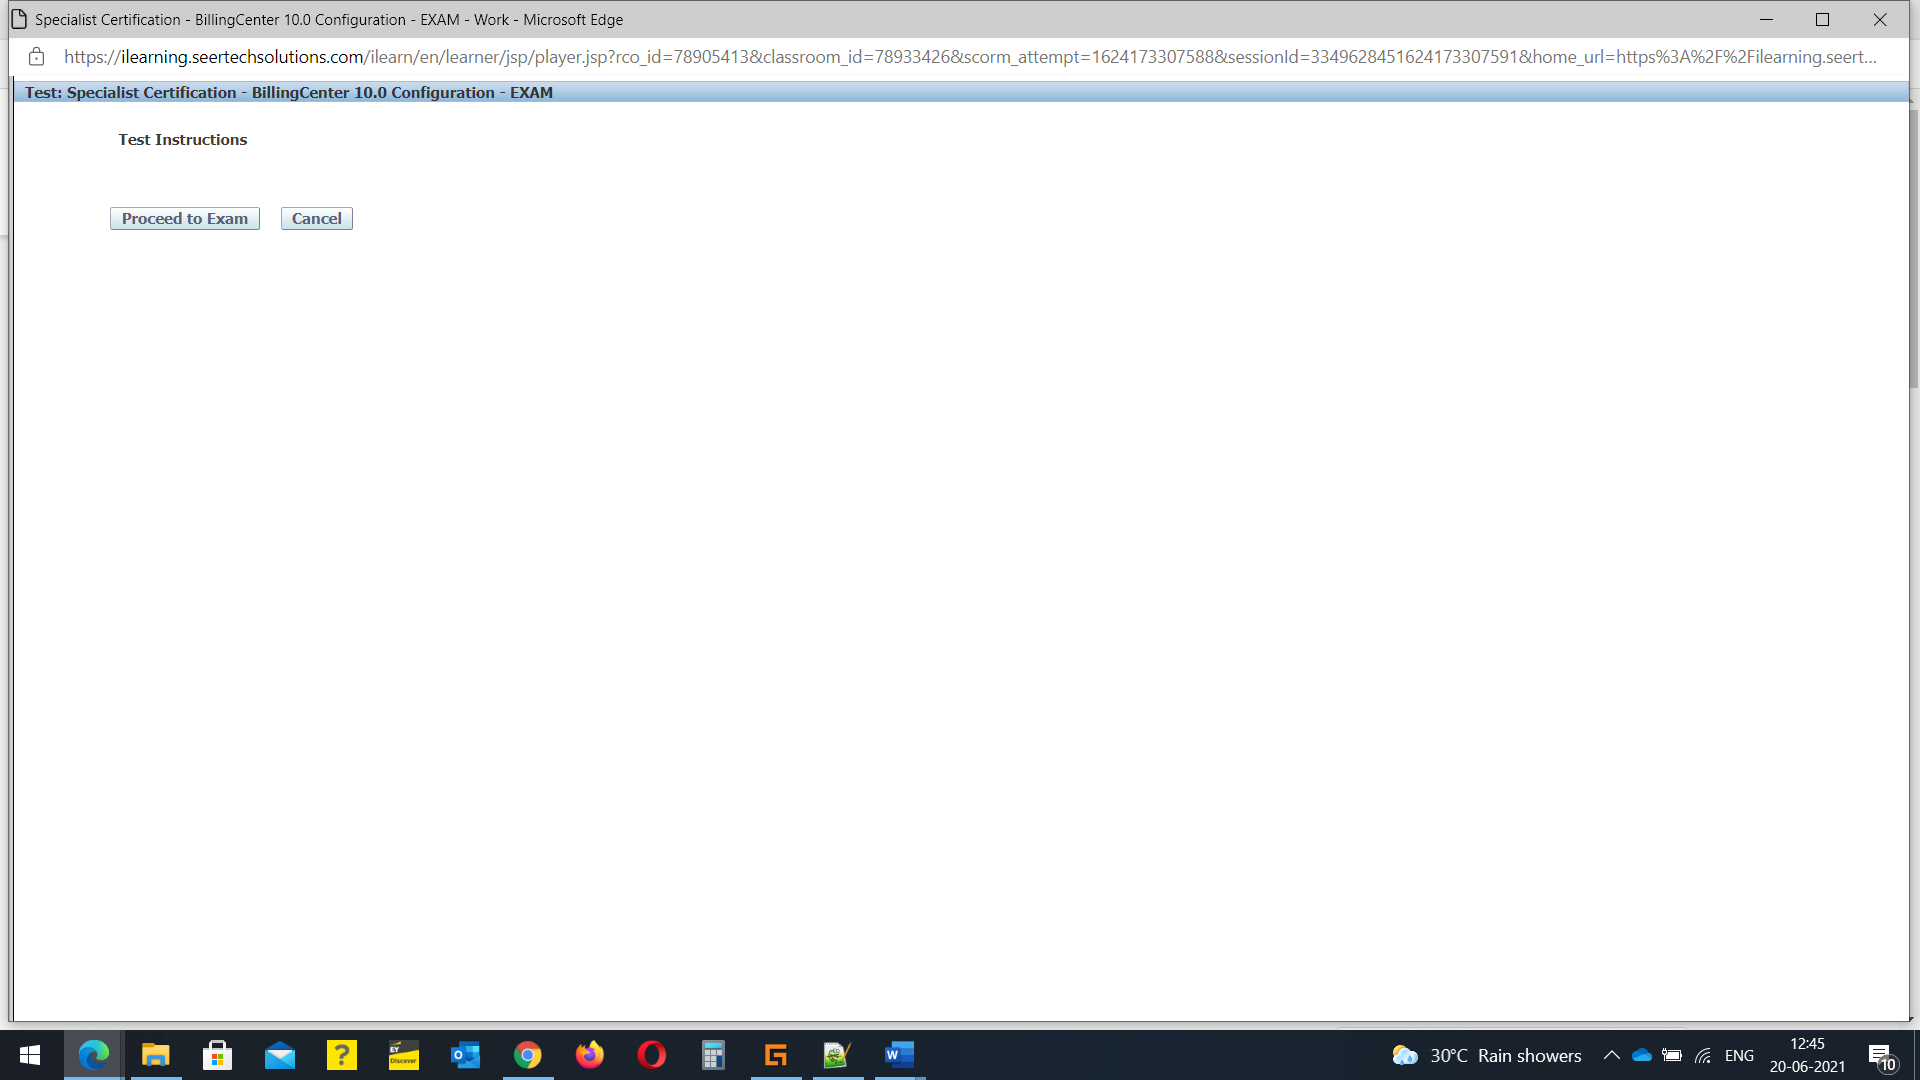 Specialist Certification - BillingCenter 10.0 Configuration - EXAM - Work - Microsoft Edge
https://ilearning.seertechsolutions.com/ilearn/en/learner/jsp/player.jsp?rco_id=78905413&classroom_id=78933426&scorm_attempt=1624173307588&sessionId=3349628451624173307591&home_url=https%3A%2F%2Filearning.seert...
Test: Specialist Certification - BillingCenter 10.0 Configuration - EXAM
Test Instructions
Proceed to Exam Cancel
? EY Discover O W 30°C Rain showers ENG 12:45
20-06-2021 10